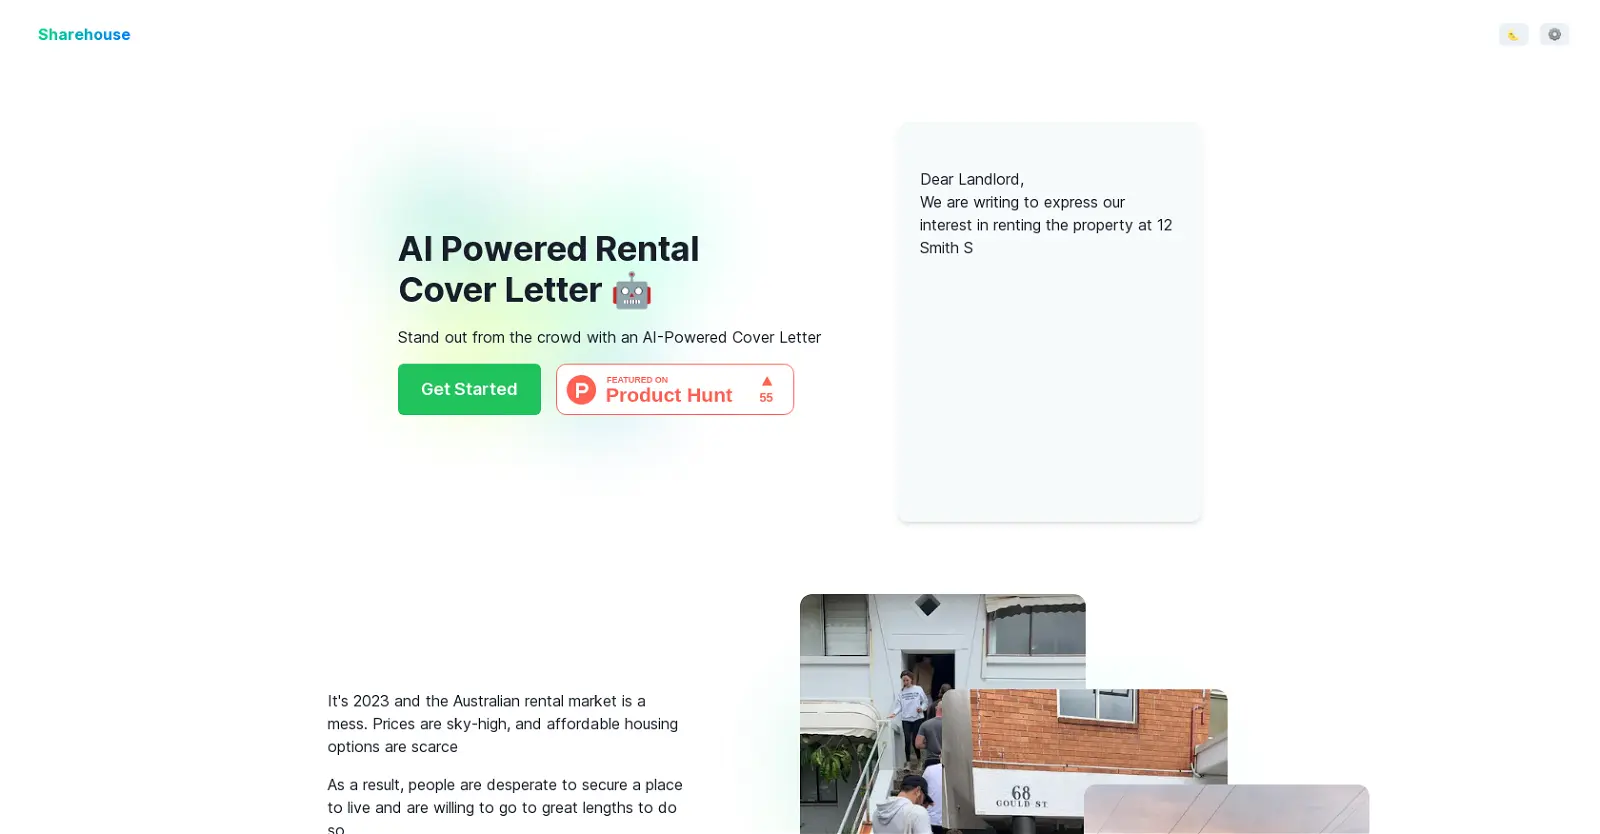 Sharehouse
AI Powered Rental
Cover Letter
Stand out from the crowd with an AI-Powered Cover Letter
Get Started
FEATURED ON
Product Hunt
55
Dear Landlord,
We are writing to express our
interest in renting the property at 12
Smith S
It's 2023 and the Australian rental market is a
mess. Prices are sky-high, and affordable housing
options are scarce
As a result, people are desperate to secure a place
to live and are willing to go to great lengths to do
so
68
GOULD ST